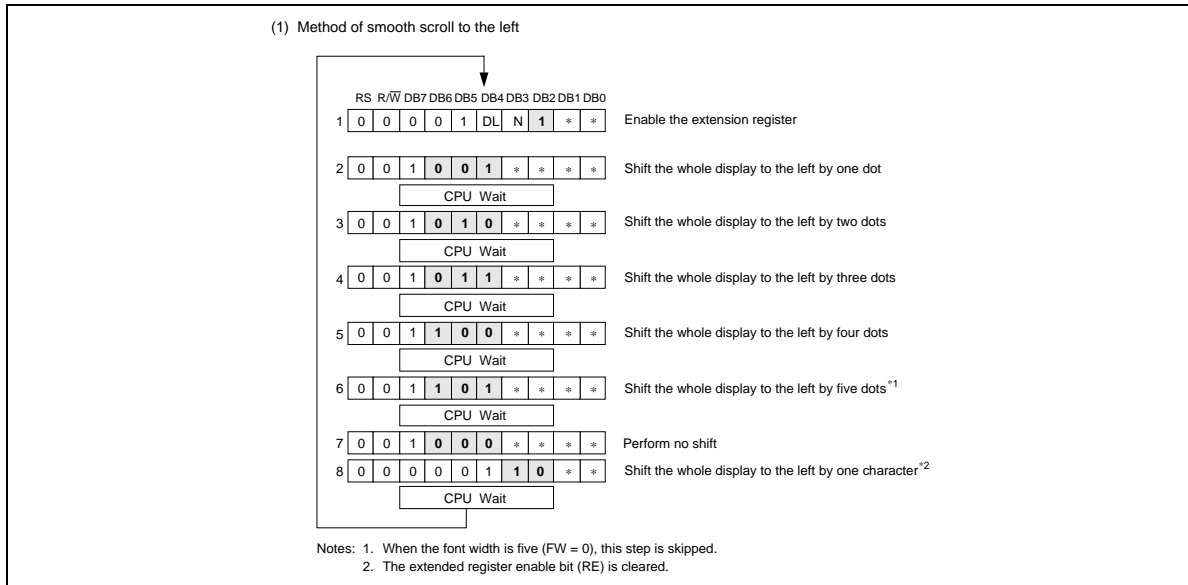 (1) Method of smooth scroll to the left
RS R/W̅ DB7 DB6 DB5 DB4 DB3 DB2 DB1 DB0
1 0 0 0 0 1 DL N 1 * * Enable the extension register
2 0 0 1 0 0 1 * * * * Shift the whole display to the left by one dot
CPU Wait
3 0 0 1 0 1 0 * * * * Shift the whole display to the left by two dots
CPU Wait
4 0 0 1 0 1 1 * * * * Shift the whole display to the left by three dots
CPU Wait
5 0 0 1 1 0 0 * * * * Shift the whole display to the left by four dots
CPU Wait
6 0 0 1 1 0 1 * * * * Shift the whole display to the left by five dots*1
CPU Wait
7 0 0 1 0 0 0 * * * * Perform no shift
8 0 0 0 0 0 1 1 0 * * Shift the whole display to the left by one character*2
CPU Wait
Notes: 1. When the font width is five (FW = 0), this step is skipped.
2. The extended register enable bit (RE) is cleared.